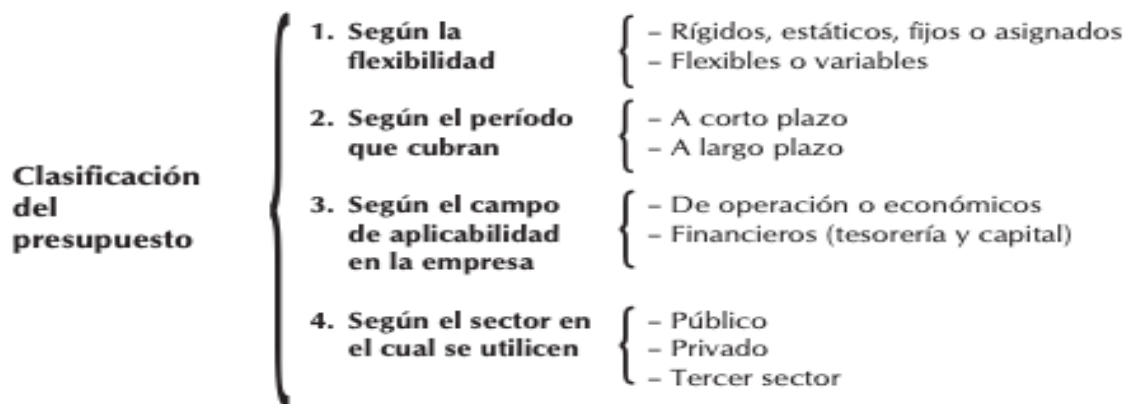 Clasificación
del
presupuesto
1. Según la
flexibilidad
– Rígidos, estáticos, fijos o asignados
– Flexibles o variables
2. Según el período
que cubran
– A corto plazo
– A largo plazo
3. Según el campo
de aplicabilidad
en la empresa
– De operación o económicos
– Financieros (tesorería y capital)
4. Según el sector en
el cual se utilicen
– Público
– Privado
– Tercer sector